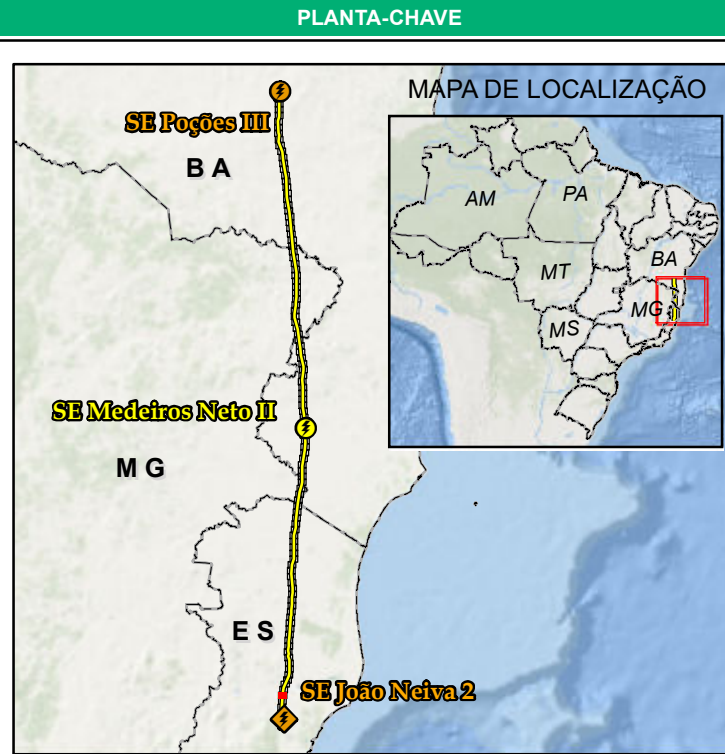 PLANTA-CHAVE
SE Poções III
BA
MAPA DE LOCALIZAÇÃO
AM
PA
MT
BA
MG
MS
SE Medeiros Neto II
MG
ES
SE João Neiva 2